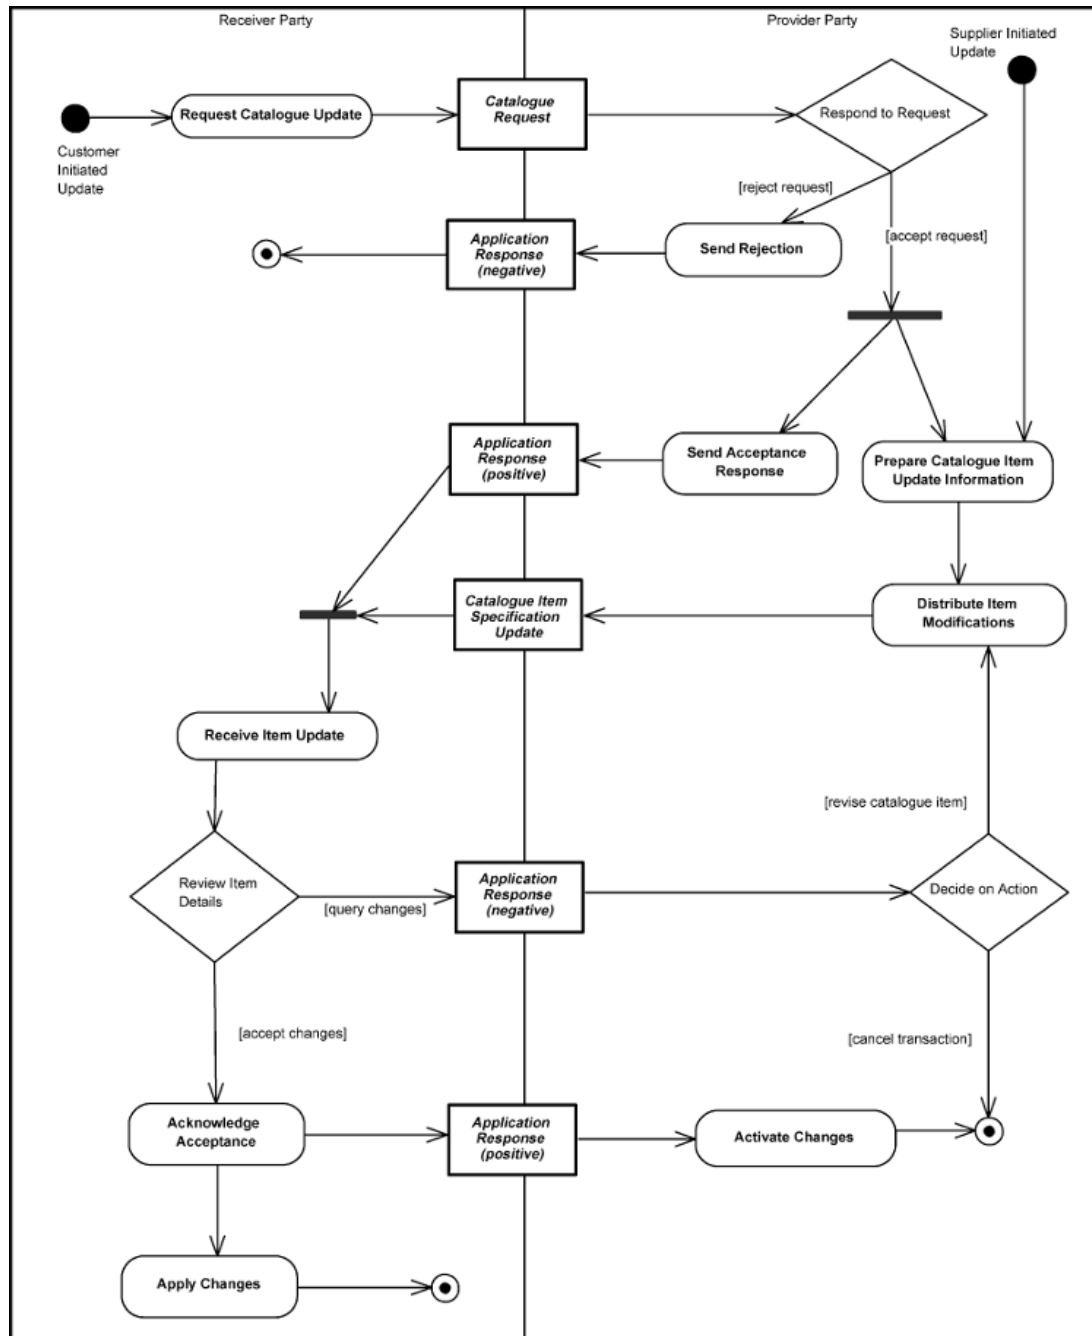 Receiver Party
Provider Party
Supplier Initiated
Update
Customer
Initiated
Update
Request Catalogue Update
Catalogue
Request
Respond to Request
[reject request]
[accept request]
Send Rejection
Application
Response
(negative)
Application
Response
(positive)
Send Acceptance
Response
Prepare Catalogue Item
Update Information
Distribute Item
Modifications
Catalogue Item
Specification
Update
Receive Item Update
Review Item
Details
[query changes]
Application
Response
(negative)
[revise catalogue item]
Decide on Action
[cancel transaction]
[accept changes]
Acknowledge
Acceptance
Application
Response
(positive)
Activate Changes
Apply Changes